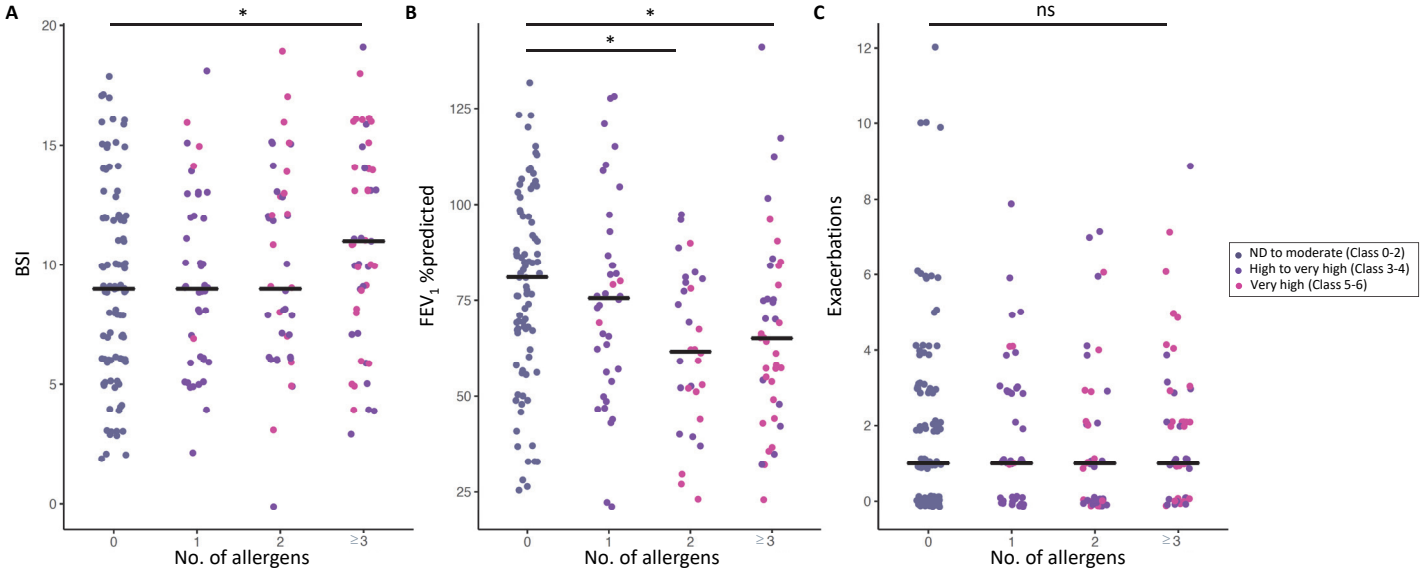 A
*
BSI
20
15
10
5
0
0
1
2
≥3
No. of allergens
B
*
*
FEV1 %predicted
125
100
75
50
25
0
1
2
≥3
No. of allergens
C
ns
Exacerbations
12
10
8
6
4
2
0
0
1
2
≥3
No. of allergens
ND to moderate (Class 0-2)
High to very high (Class 3-4)
Very high (Class 5-6)